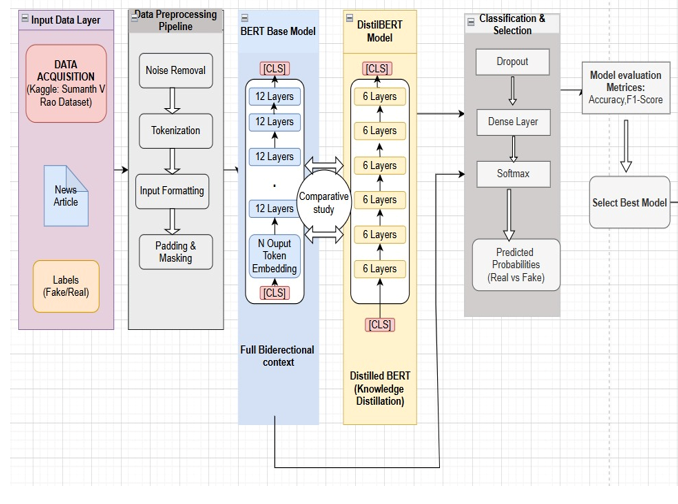 Input Data Layer
DATA
ACQUISITION
(Kaggle: Sumanth V
Rao Dataset)
News
Article
Labels
(Fake/Real)
Data Preprocessing
Pipeline
Noise Removal
Tokenization
Input Formatting
Padding &
Masking
BERT Base Model
[CLS]
12 Layers
12 Layers
12 Layers
.
12 Layers
N Ouput
Token
Embedding
[CLS]
Full Biderectional
context
Comparative
study
DistilBERT
Model
[CLS]
6 Layers
6 Layers
6 Layers
6 Layers
6 Layers
6 Layers
[CLS]
Distilled BERT
(Knowledge
Distillation)
Classification &
Selection
Dropout
Dense Layer
Softmax
Predicted
Probabilities
(Real vs Fake)
Model evaluation
Metrices:
Accuracy,F1-Score
Select Best Model